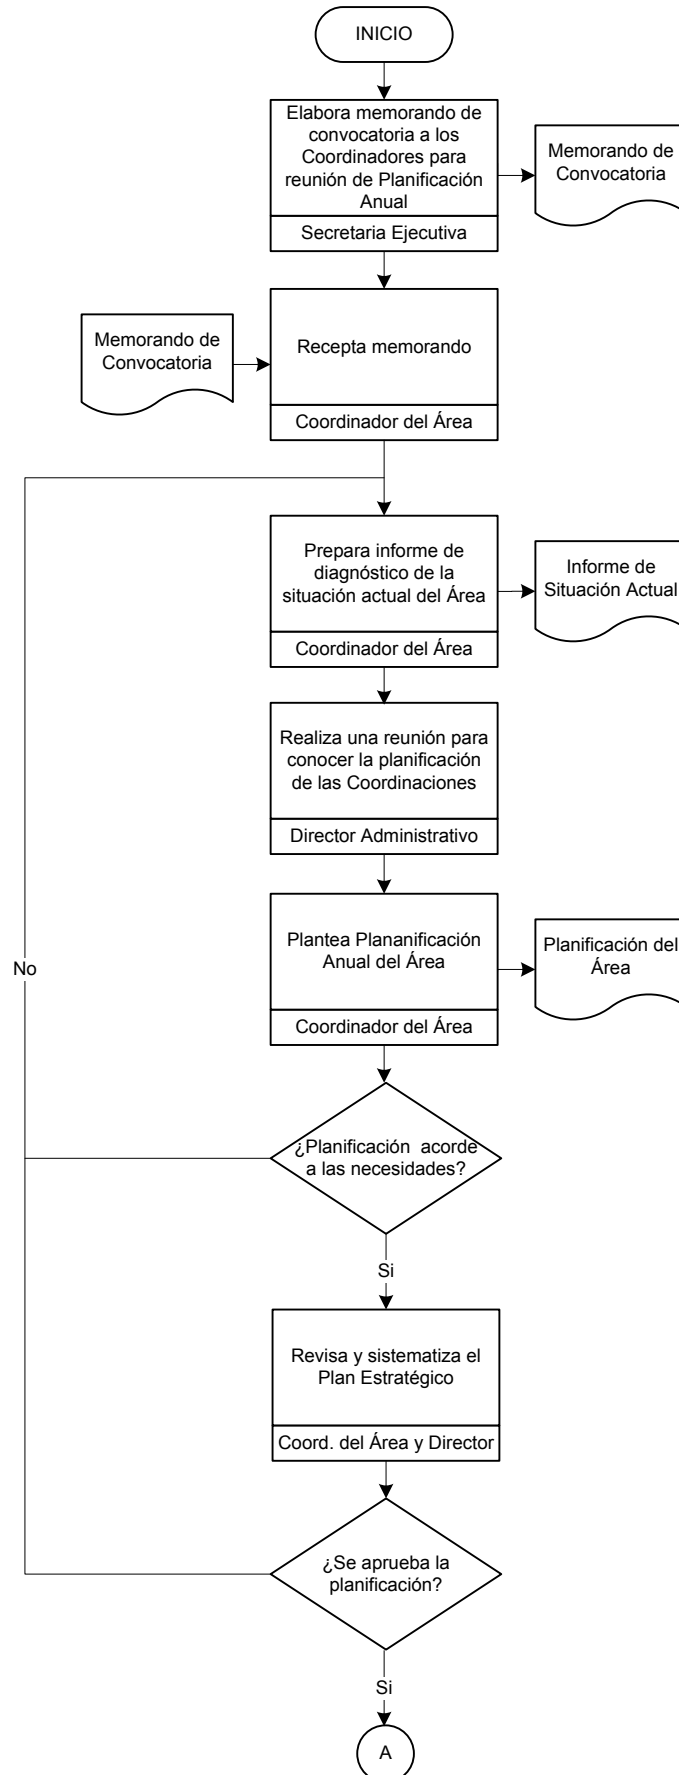 INICIO
Elabora memorando de
convocatoria a los
Coordinadores para
reunión de Planificación
Anual
Secretaria Ejecutiva
Memorando de
Convocatoria
Memorando de
Convocatoria
Recepta memorando
Coordinador del Área
Prepara informe de
diagnóstico de la
situación actual del Área
Coordinador del Área
Informe de
Situación Actual
Realiza una reunión para
conocer la planificación
de las Coordinaciones
Director Administrativo
Plantea Plananificación
Anual del Área
Coordinador del Área
Planificación del
Área
No
¿Planificación acorde
a las necesidades?
Si
Revisa y sistematiza el
Plan Estratégico
Coord. del Área y Director
¿Se aprueba la
planificación?
Si
A